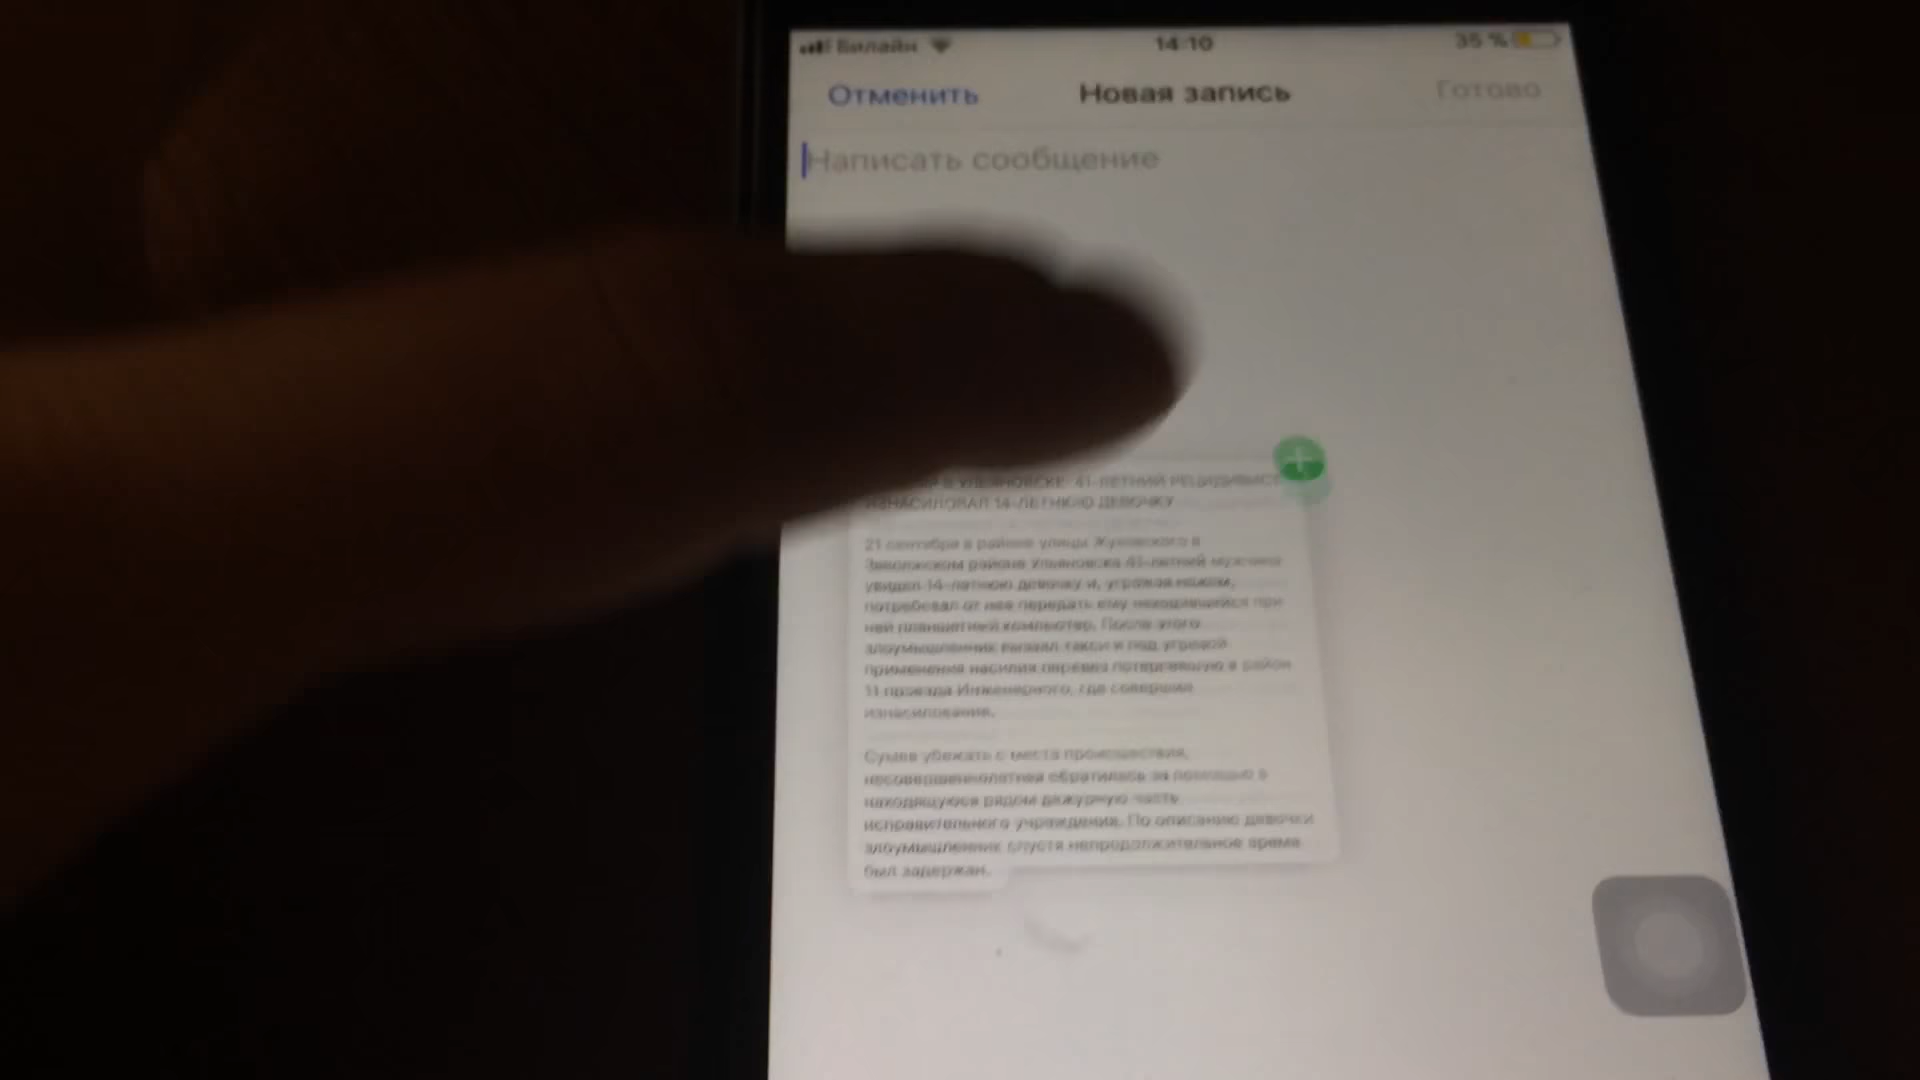 Билайн 14:10 35 %
Отменить Новая запись Готово
Написать сообщение
В УЛЬЯНОВСКЕ 41-ЛЕТНИЙ РЕЦИДИВИСТ
ИЗНАСИЛОВАЛ 14-ЛЕТНЮЮ ДЕВОЧКУ
21 сентября в районе улицы Жуковского в
Заволжском районе Ульяновска 41-летний мужчина
увидел 14-летнюю девочку и, угрожая ножом,
потребовал от нее передать ему находившийся при
ней планшетный компьютер. После этого
злоумышленник вызвал такси и под угрозой
применения насилия перевез потерпевшую в район
11 проезда Инженерного, где совершил
изнасилование.
Сумев убежать с места происшествия,
несовершеннолетняя обратилась за помощью в
находящуюся рядом дежурную часть
исправительного учреждения. По описанию девочки
злоумышленник спустя непродолжительное время
был задержан.